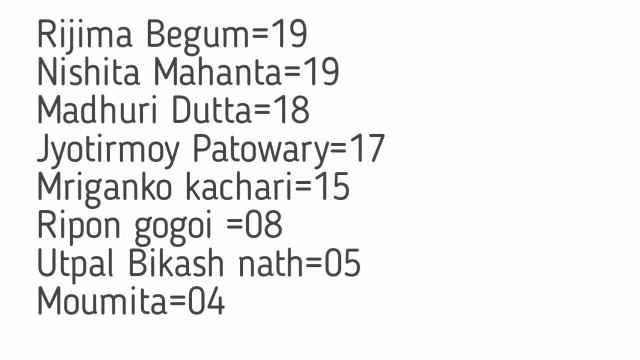 Rijima Begum=19
Nishita Mahanta=19
Madhuri Dutta=18
Jyotirmoy Patowary=17
Mriganko kachari=15
Ripon gogoi =08
Utpal Bikash nath=05
Moumita=04